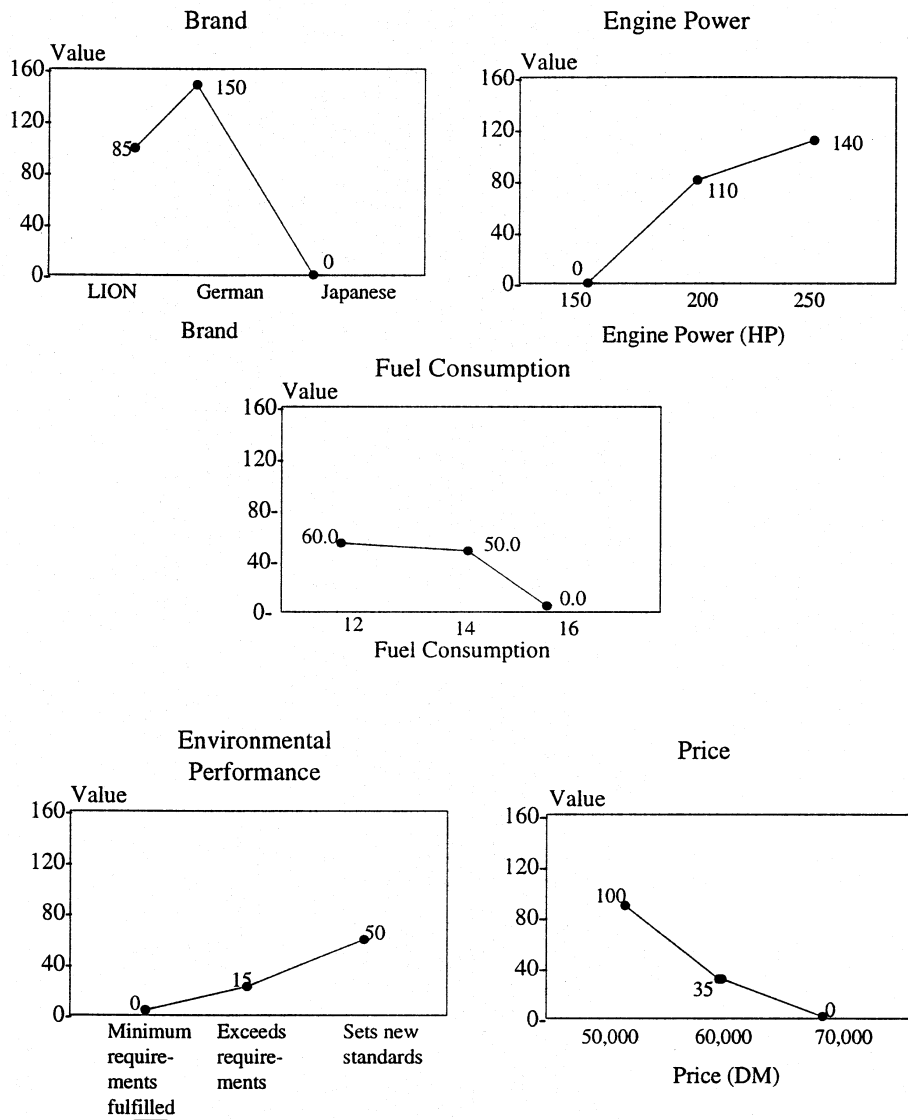 Brand
Value
160
120
80
40
0
85
150
0
LION German Japanese
Brand
Engine Power
Value
160
120
80
40
0
0
110
140
150 200 250
Engine Power (HP)
Fuel Consumption
Value
160
120
80-
40-
0-
60.0
50.0
0.0
12 14 16
Fuel Consumption
Environmental
Performance
Value
160
120
80
40
0
0
15
50
Minimum
require-
ments
fulfilled
Exceeds
require-
ments
Sets new
standards
Price
Value
160
120
80
40
0
100
35
0
50,000 60,000 70,000
Price (DM)